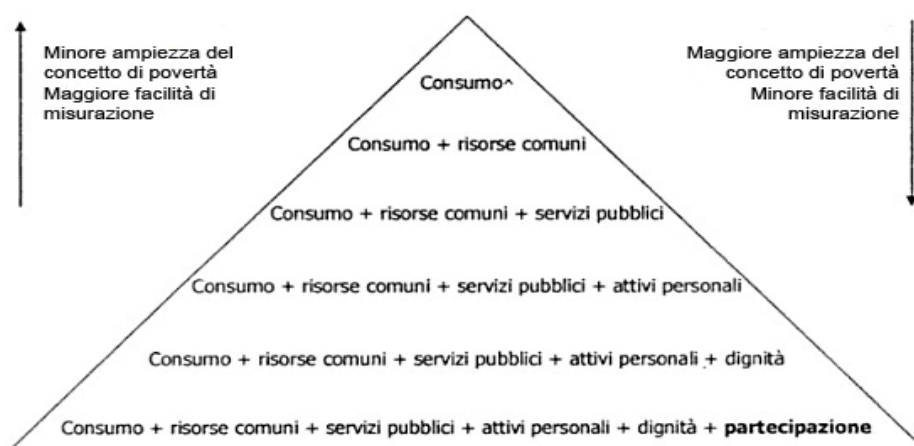 Minore ampiezza del
concetto di povertà
Maggiore facilità di
misurazione
Maggiore ampiezza del
concetto di povertà
Minore facilità di
misurazione
Consumo^
Consumo + risorse comuni
Consumo + risorse comuni + servizi pubblici
Consumo + risorse comuni + servizi pubblici + attivi personali
Consumo + risorse comuni + servizi pubblici + attivi personali + dignità
Consumo + risorse comuni + servizi pubblici + attivi personali + dignità + partecipazione